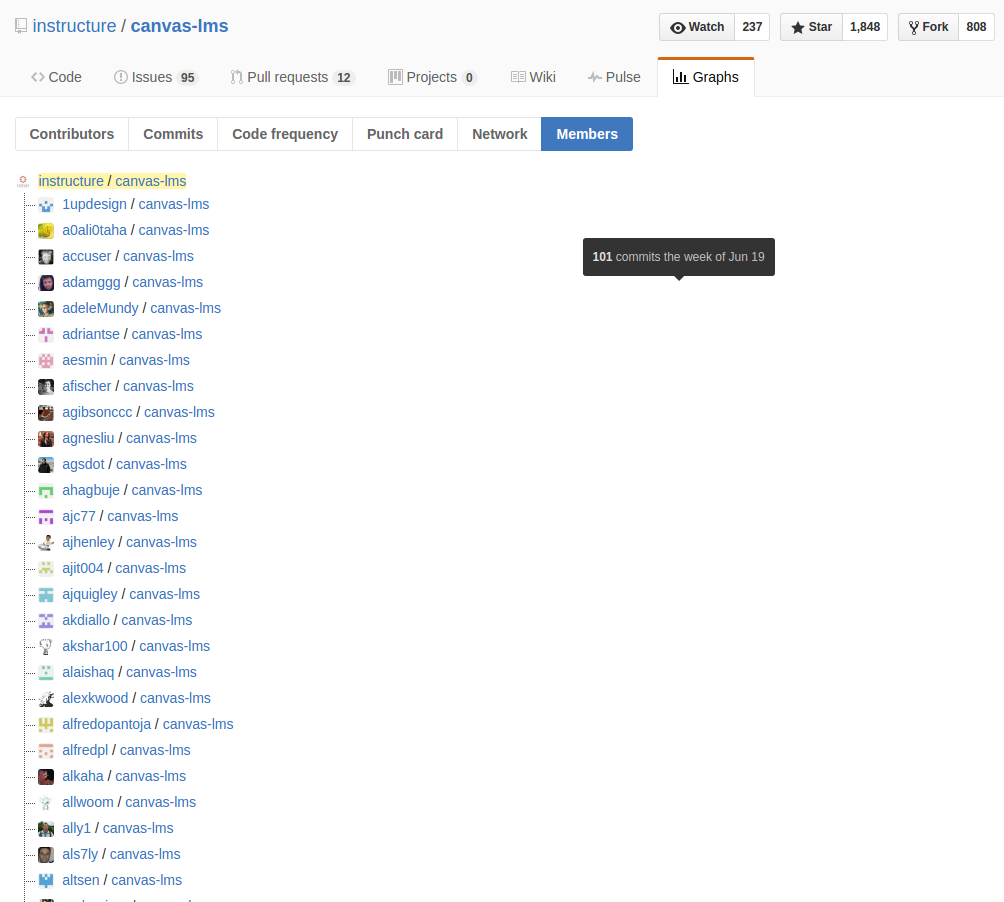 instructure / canvas-lms
Watch 237 Star 1,848 Fork 808
Code Issues 95 Pull requests 12 Projects 0 Wiki Pulse Graphs
Contributors Commits Code frequency Punch card Network Members
instructure / canvas-lms
1updesign / canvas-lms
a0ali0taha / canvas-lms
101 commits the week of Jun 19
accuser / canvas-lms
adamggg / canvas-lms
adeleMundy / canvas-lms
adriantse / canvas-lms
aesmin / canvas-lms
afischer / canvas-lms
agibsonccc / canvas-lms
agnesliu / canvas-lms
agsdot / canvas-lms
ahagbuje / canvas-lms
ajc77 / canvas-lms
ajhenley / canvas-lms
ajit004 / canvas-lms
ajquigley / canvas-lms
akdiallo / canvas-lms
akshar100 / canvas-lms
alaishaq / canvas-lms
alexkwood / canvas-lms
alfredopantoja / canvas-lms
alfredpl / canvas-lms
alkaha / canvas-lms
allwoom / canvas-lms
ally1 / canvas-lms
als7ly / canvas-lms
altsen / canvas-lms